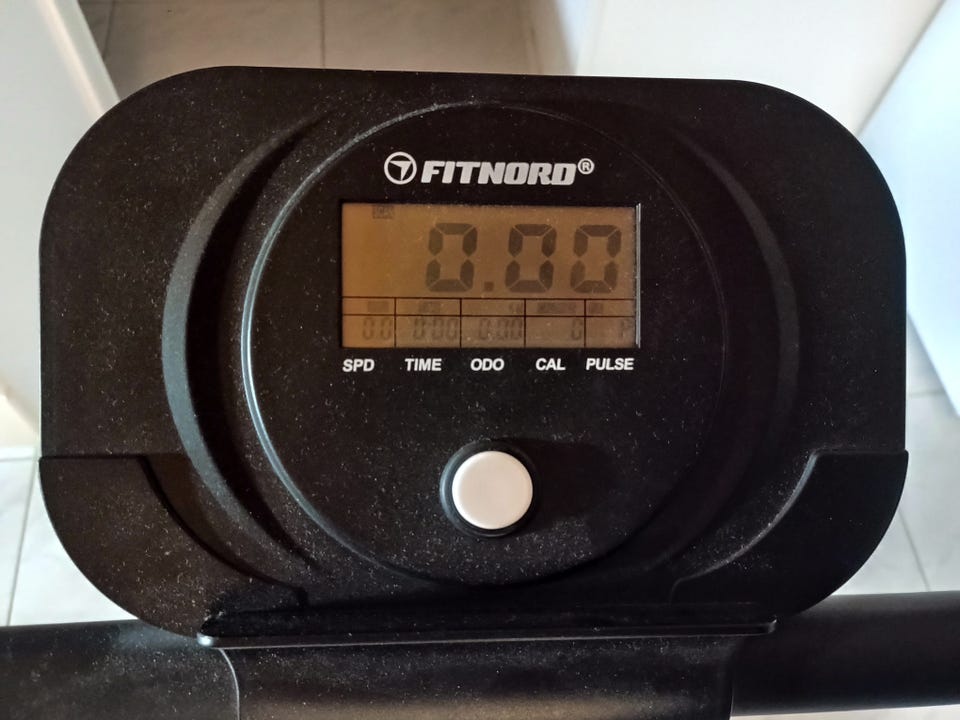 FITNORD®
0.00
0.0 0:00 0:00 0 P
SPD TIME ODO CAL PULSE